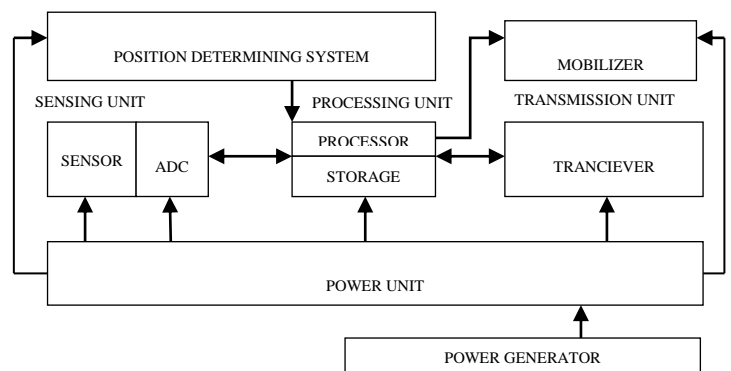 POSITION DETERMINING SYSTEM
MOBILIZER
SENSING UNIT
PROCESSING UNIT
TRANSMISSION UNIT
SENSOR
ADC
PROCESSOR
STORAGE
TRANCIEVER
POWER UNIT
POWER GENERATOR